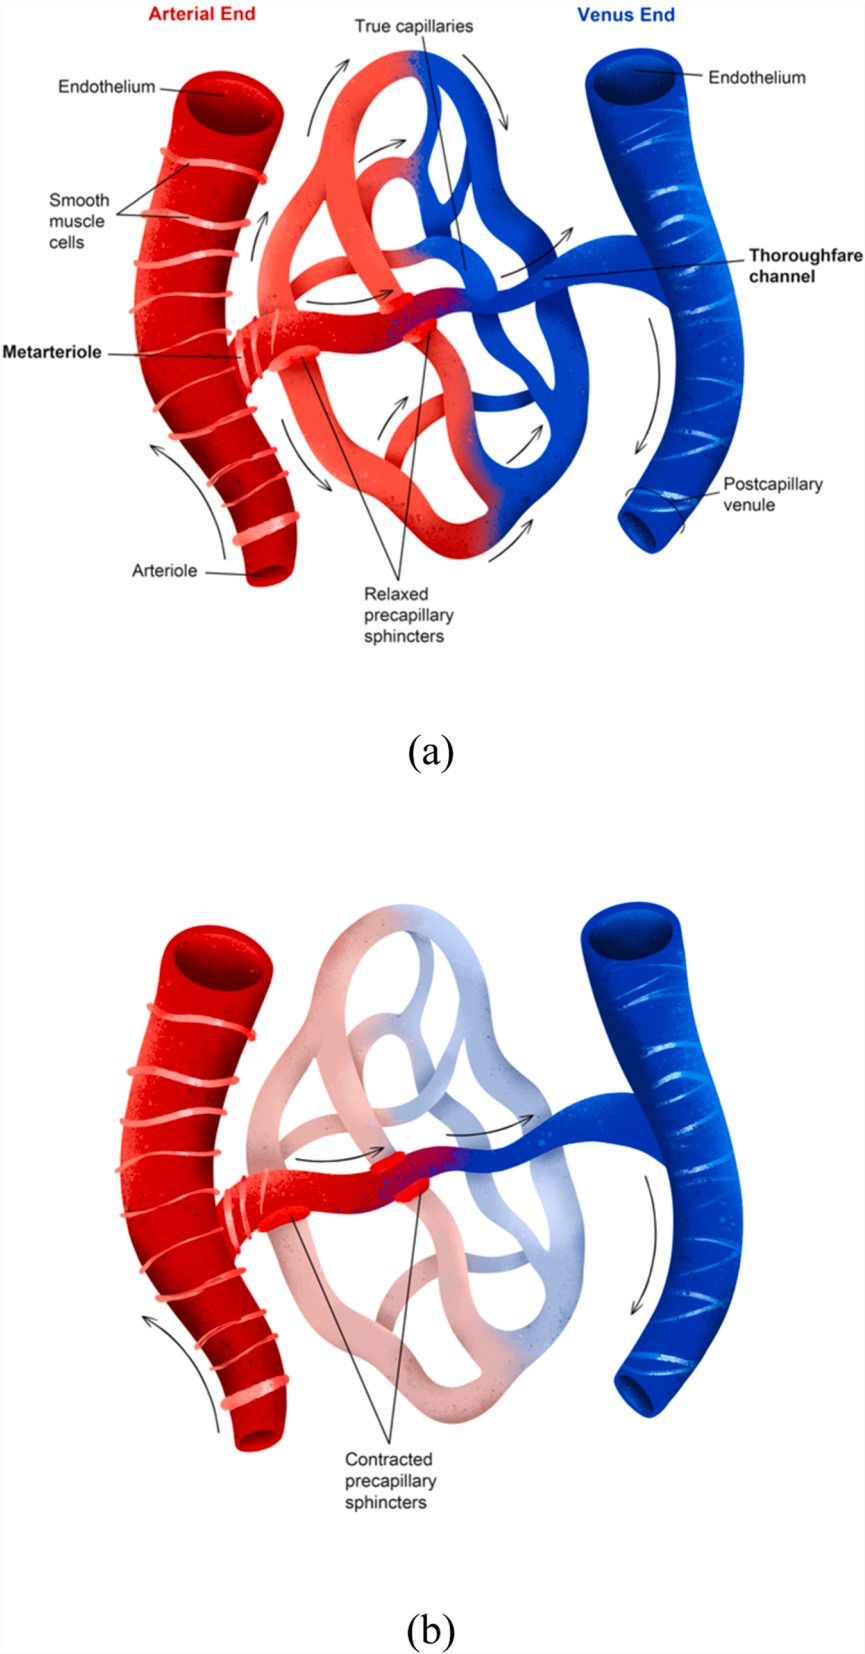 Arterial End
True capillaries
Venus End
Endothelium
Endothelium
Smooth
muscle
cells
Thoroughfare
channel
Metarteriole
Postcapillary
venule
Arteriole
Relaxed
precapillary
sphincters
(a)
Contracted
precapillary
sphincters
(b)